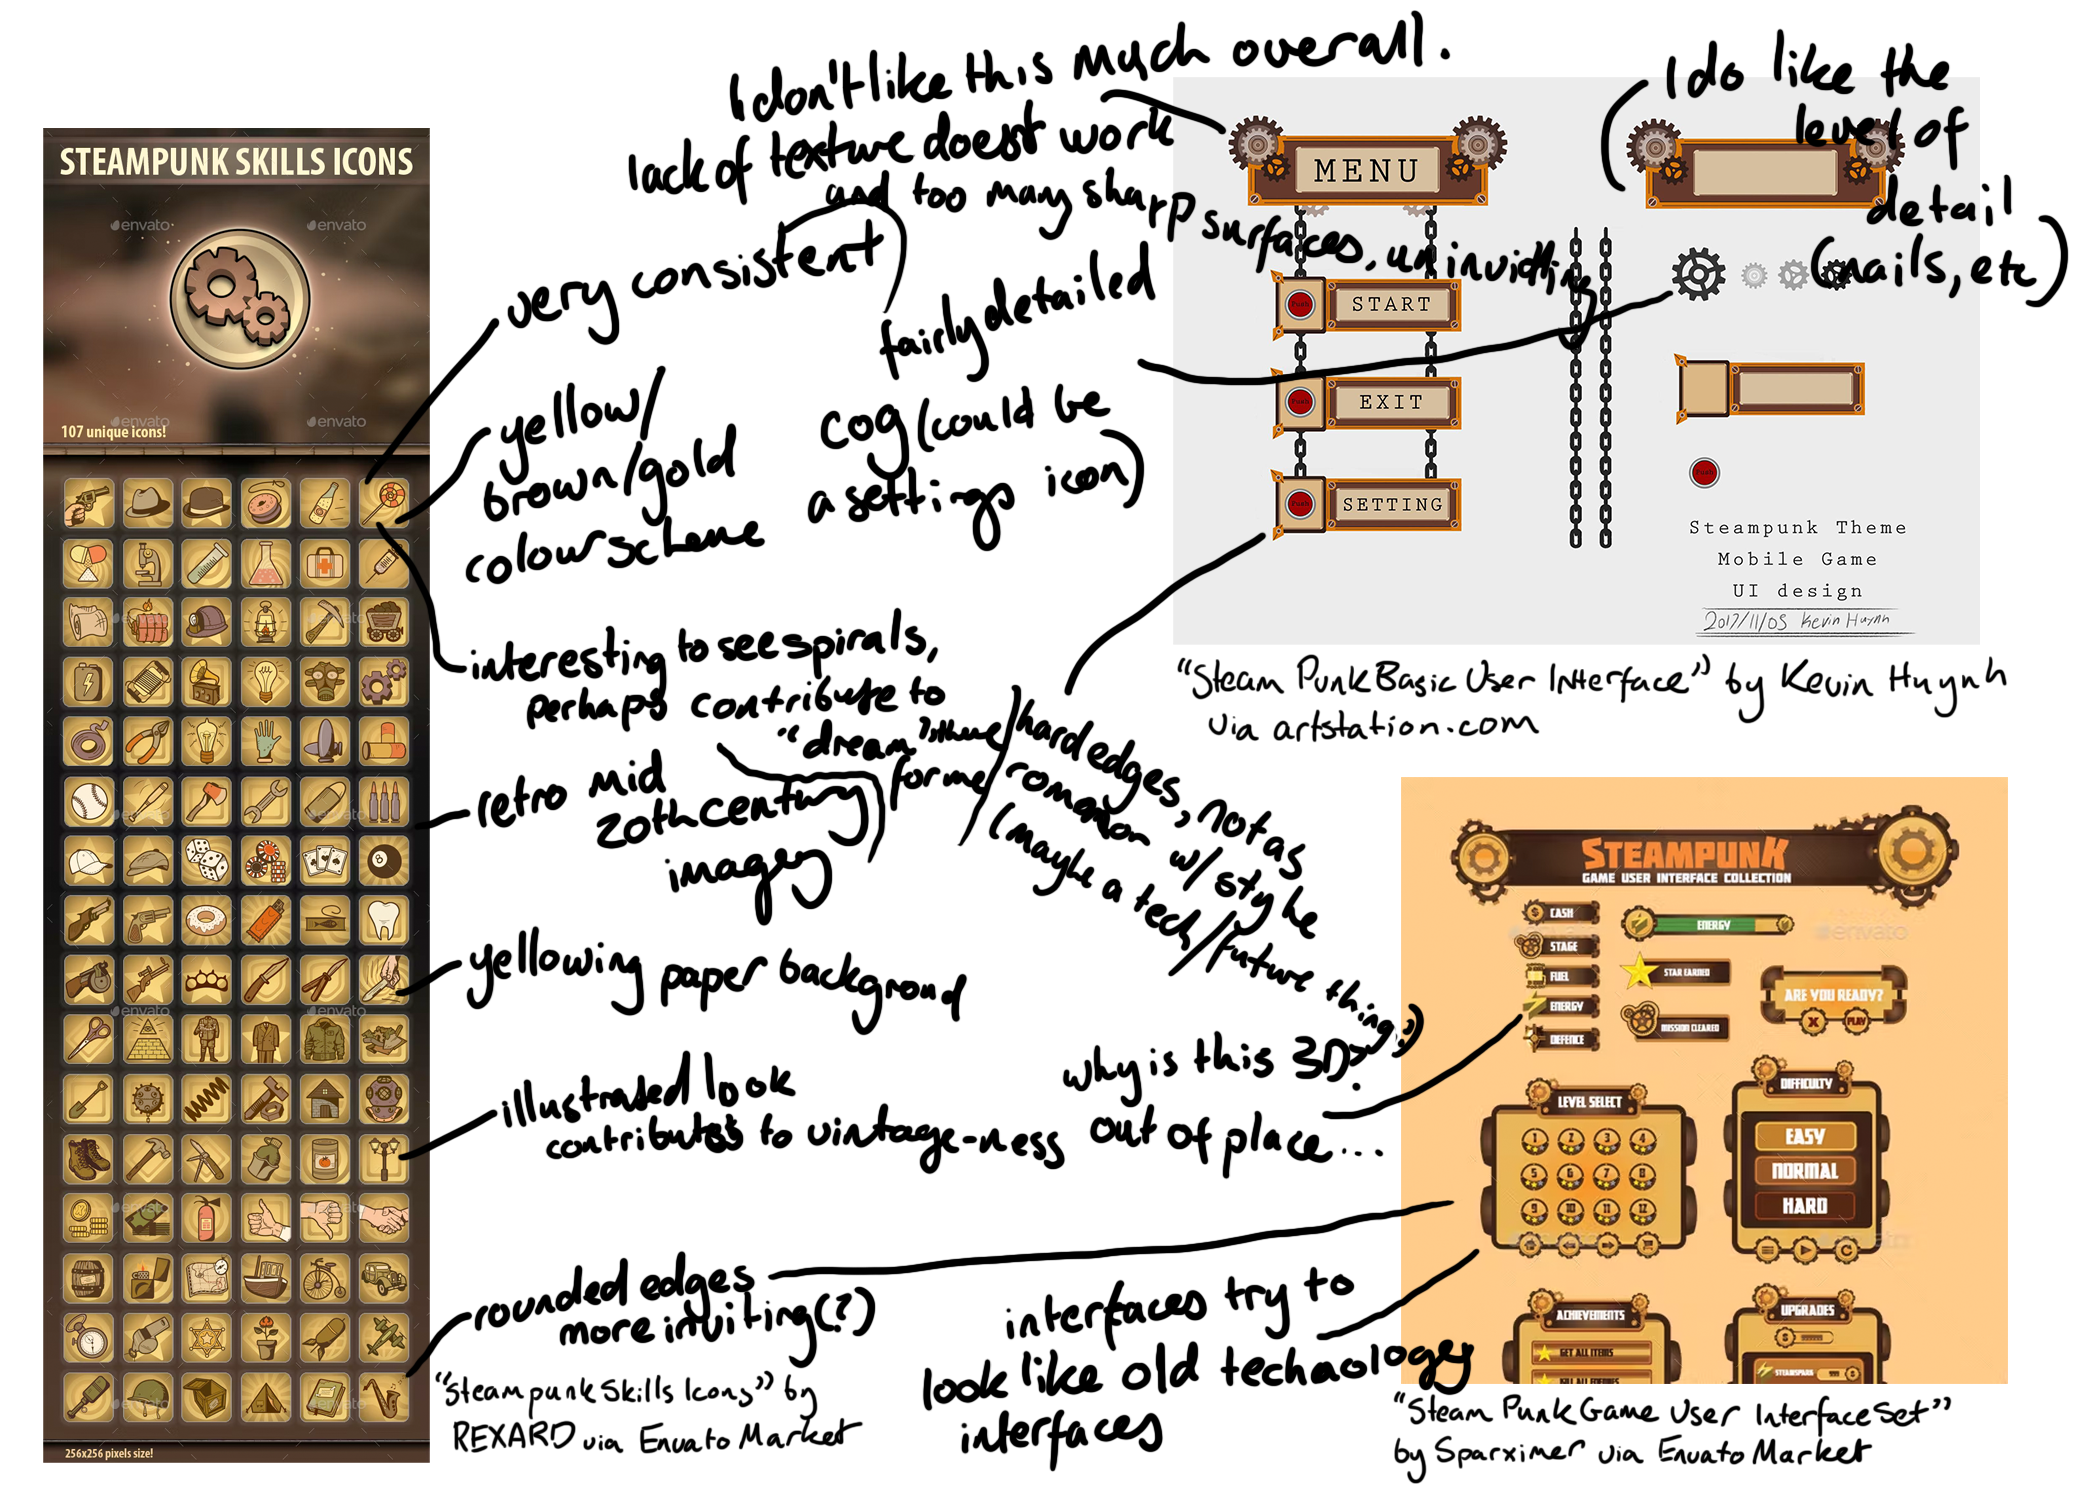 STEAMPUNK SKILLS ICONS
envato
envato
envato
envato
107 unique icons!
256x256 pixels size!
I don't like this much overall.
lack of texture doesn't work
and too many sharp surfaces, uninviting
I do like the
level of
detail
(nails, etc)
very consistent
fairly detailed
cog (could be
a settings icon)
yellow/
brown/gold
colour scheme
interesting to see spirals,
perhaps contribute to
"dream" theme
for me
retro mid
20th century
imagery
yellowing paper backgrond
illustrated look
contributes to vintage-ness
rounded edges
more inviting(?)
"Steampunk Skills Icons" by
REXARD via Envato Market
hard edges, not as
common w/ style
(maybe a tech/future thing?)
MENU
START
EXIT
SETTING
Push
Push
Push
Push
Steampunk Theme
Mobile Game
UI design
2017/11/05 Kevin Huynh
"Steam Punk Basic User Interface" by Kevin Huynh
via artstation.com
why is this 3D?
out of place...
interfaces try to
look like old technology
interfaces
STEAMPUNK
GAME USER INTERFACE COLLECTION
CASH
STAGE
FUEL
ENERGY
DEFENCE
ENERGY
STAR EARNED
MISSION CLEARED
envato
ARE YOU READY?
X PLAY
LEVEL SELECT
1 2 3 4
5 6 7 8
9 10 11 12
DIFFICULTY
EASY
NORMAL
HARD
ACHIEVEMENTS
GET ALL ITEMS
KILL ALL ENEMIES
UPGRADES
STEAMSPARK
"Steam Punk Game User Interface Set"
by Sparximer via Envato Market